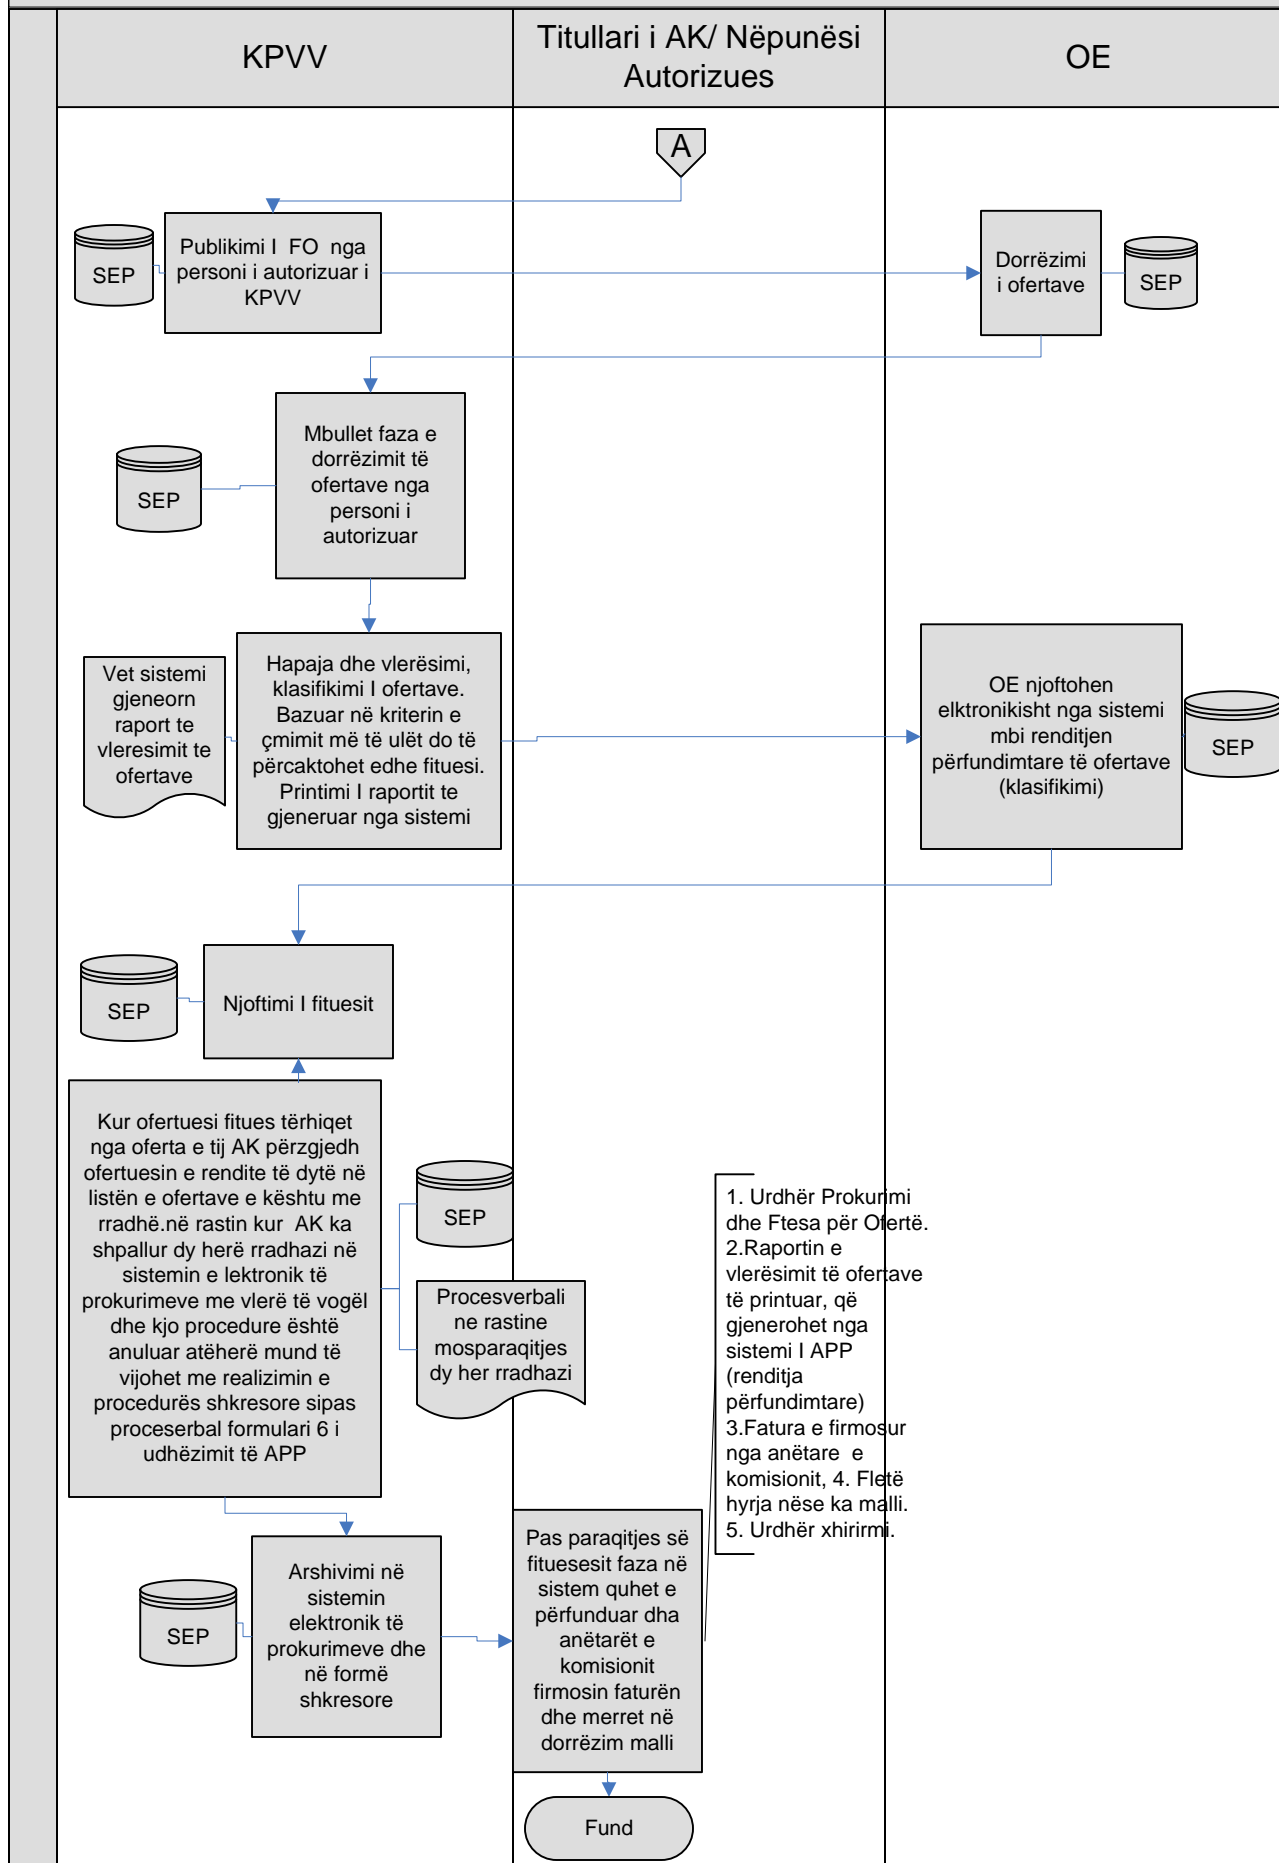 KPVV
Titullari i AK/ Nëpunësi
Autorizues
OE
A
SEP
Publikimi I FO nga
personi i autorizuar i
KPVV
Dorrëzimi
i ofertave
SEP
SEP
Mbullet faza e
dorrëzimit të
ofertave nga
personi i
autorizuar
Vet sistemi
gjeneorn
raport te
vleresimit te
ofertave
Hapaja dhe vlerësimi,
klasifikimi I ofertave.
Bazuar në kriterin e
çmimit më të ulët do të
përcaktohet edhe fituesi.
Printimi I raportit te
gjeneruar nga sistemi
OE njoftohen
elktronikisht nga sistemi
mbi renditjen
përfundimtare të ofertave
(klasifikimi)
SEP
SEP
Njoftimi I fituesit
Kur ofertuesi fitues tërhiqet
nga oferta e tij AK përzgjedh
ofertuesin e rendite të dytë në
listën e ofertave e kështu me
rradhë.në rastin kur AK ka
shpallur dy herë rradhazi në
sistemin e lektronik të
prokurimeve me vlerë të vogël
dhe kjo procedure është
anuluar atëherë mund të
vijohet me realizimin e
procedurës shkresore sipas
proceserbal formulari 6 i
udhëzimit të APP
SEP
Procesverbali
ne rastine
mosparaqitjes
dy her rradhazi
1. Urdhër Prokurimi
dhe Ftesa për Ofertë.
2.Raportin e
vlerësimit të ofertave
të printuar, që
gjenerohet nga
sistemi I APP
(renditja
përfundimtare)
3.Fatura e firmosur
nga anëtare e
komisionit, 4. Fletë
hyrja nëse ka malli.
5. Urdhër xhirirmi.
SEP
Arshivimi në
sistemin
elektronik të
prokurimeve dhe
në formë
shkresore
Pas paraqitjes së
fituesesit faza në
sistem quhet e
përfunduar dha
anëtarët e
komisionit
firmosin faturën
dhe merret në
dorrëzim malli
Fund